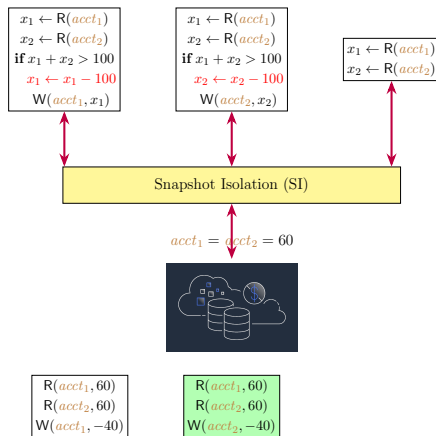 x₁ ← R(acct₁)
x₂ ← R(acct₂)
if x₁ + x₂ > 100
x₁ ← x₁ − 100
W(acct₁, x₁)
x₁ ← R(acct₁)
x₂ ← R(acct₂)
if x₁ + x₂ > 100
x₂ ← x₂ − 100
W(acct₂, x₂)
x₁ ← R(acct₁)
x₂ ← R(acct₂)
Snapshot Isolation (SI)
acct₁ = acct₂ = 60
$
R(acct₁, 60)
R(acct₂, 60)
W(acct₁, −40)
R(acct₁, 60)
R(acct₂, 60)
W(acct₂, −40)